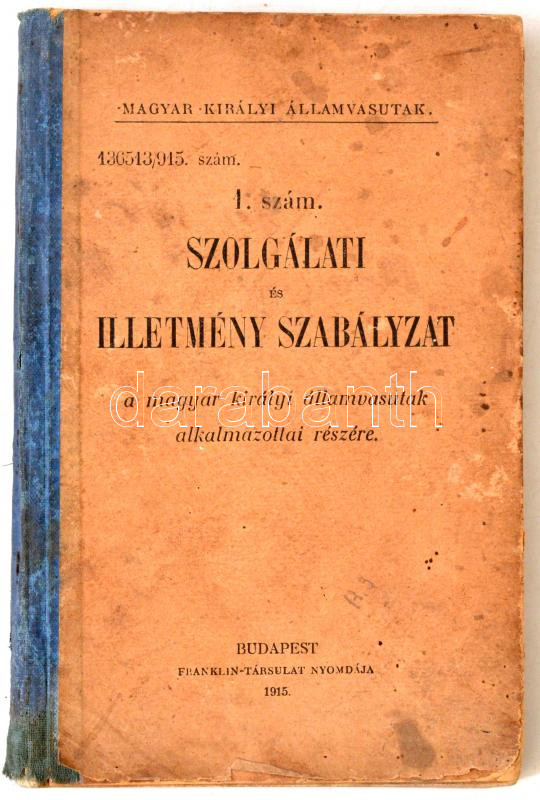 MAGYAR KIRÁLYI ÁLLAMVASUTAK.
136513/915. szám.
1. szám.
SZOLGÁLATI
ÉS
ILLETMÉNY SZABÁLYZAT
a magyar királyi államvasutak
alkalmazottai részére.
darabanth
BUDAPEST
FRANKLIN-TÁRSULAT NYOMDÁJA
1915.